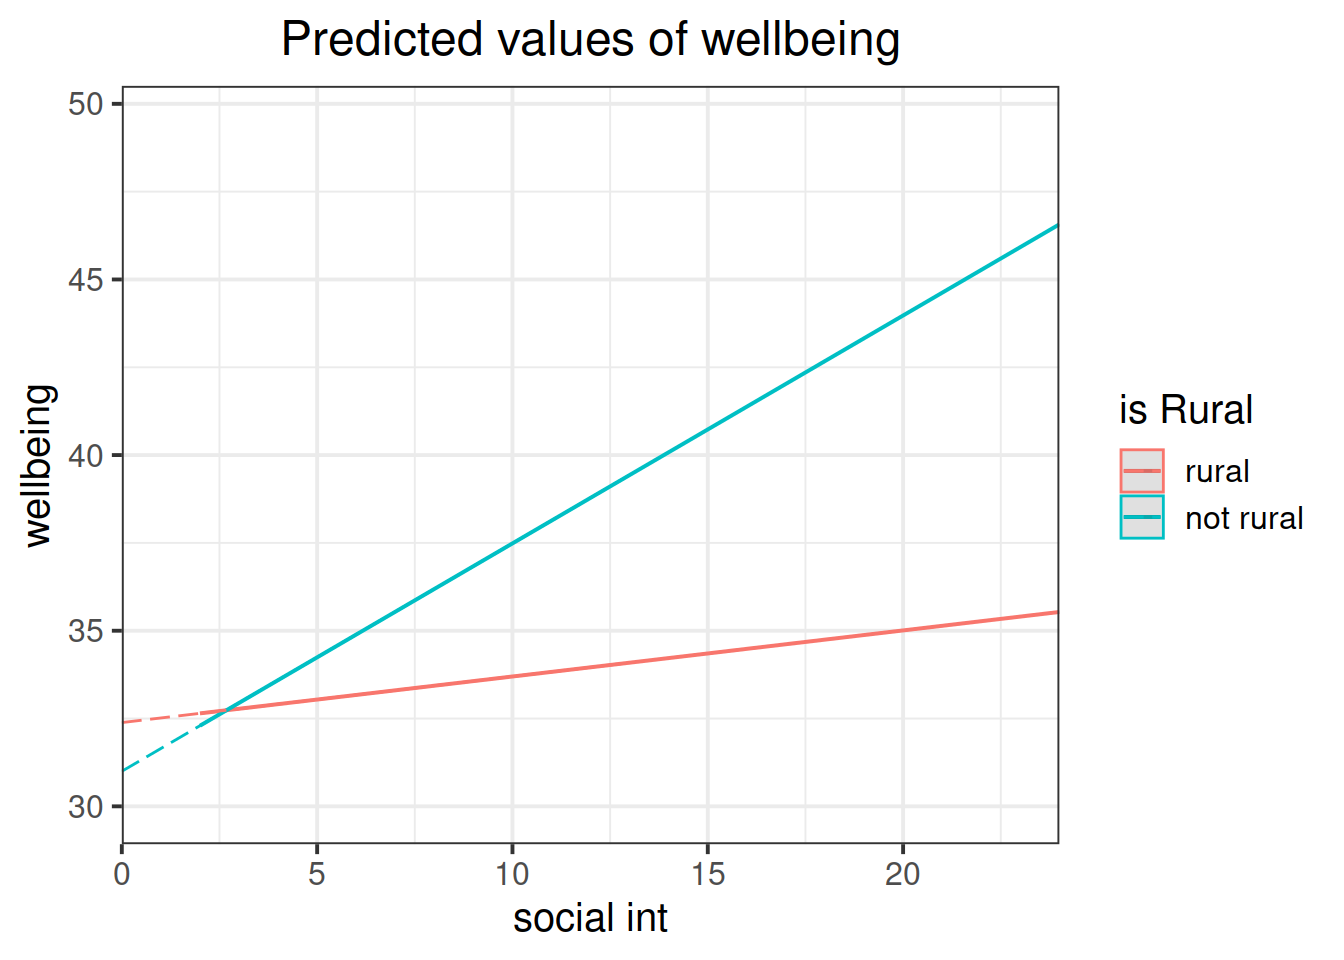 Predicted values of wellbeing
50
45
40
35
30
wellbeing
0 5 10 15 20
social int
is Rural
rural
not rural